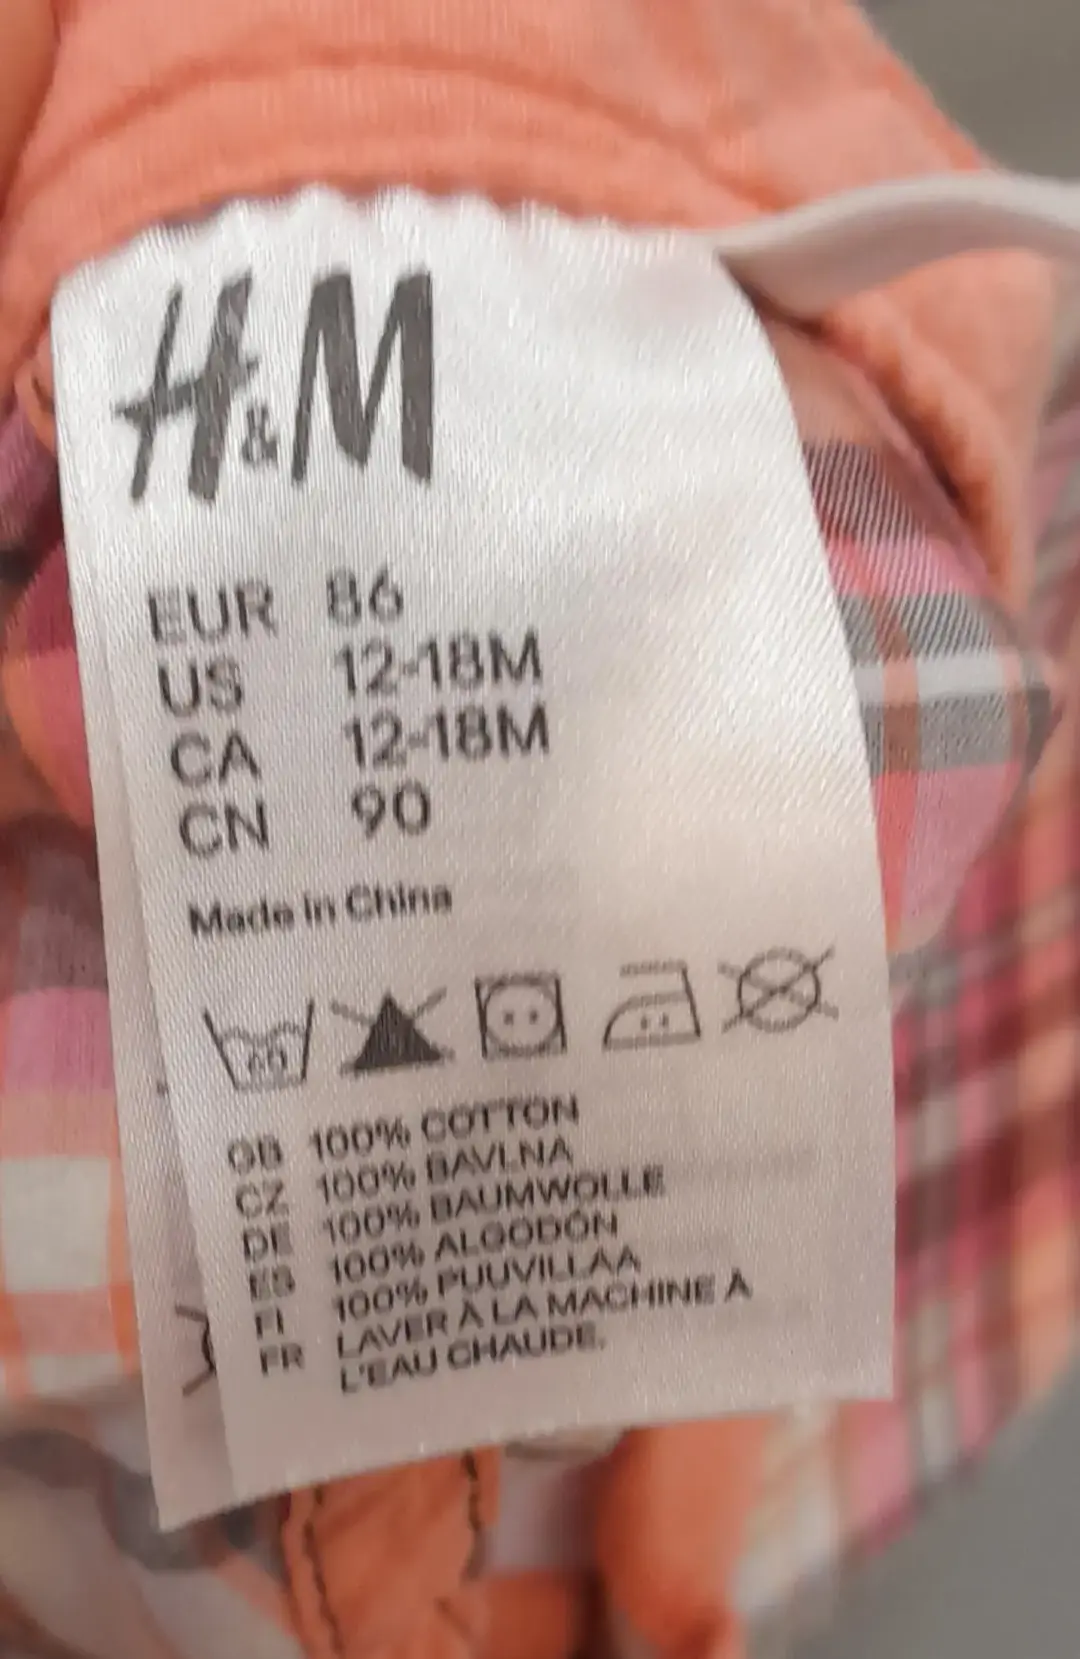 H&M
EUR 86
US 12-18M
CA 12-18M
CN 90
Made in China
60
GB 100% COTTON
CZ 100% BAVLNA
DE 100% BAUMWOLLE
ES 100% ALGODÓN
FI 100% PUUVILLAA
FR LAVER À LA MACHINE À
L'EAU CHAUDE.